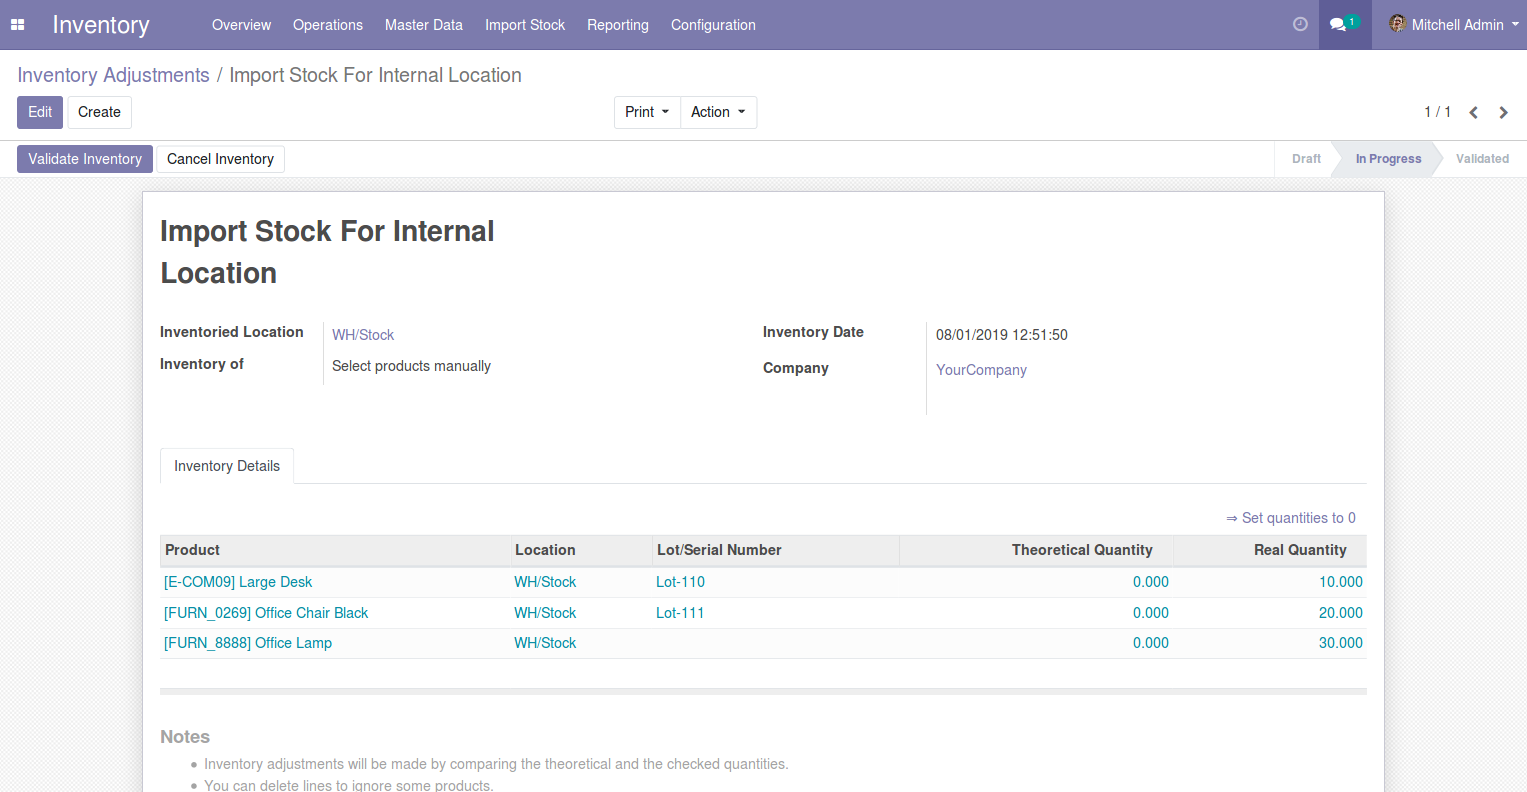 Inventory Overview Operations Master Data Import Stock Reporting Configuration 1 Mitchell Admin
Inventory Adjustments / Import Stock For Internal Location
Edit Create Print Action 1 / 1
Validate Inventory Cancel Inventory Draft In Progress Validated
Import Stock For Internal
Location
Inventoried Location WH/Stock Inventory Date 08/01/2019 12:51:50
Inventory of Select products manually Company YourCompany
Inventory Details
⇒ Set quantities to 0
Product Location Lot/Serial Number Theoretical Quantity Real Quantity
[E-COM09] Large Desk WH/Stock Lot-110 0.000 10.000
[FURN_0269] Office Chair Black WH/Stock Lot-111 0.000 20.000
[FURN_8888] Office Lamp WH/Stock 0.000 30.000
Notes
● Inventory adjustments will be made by comparing the theoretical and the checked quantities.
● You can delete lines to ignore some products.